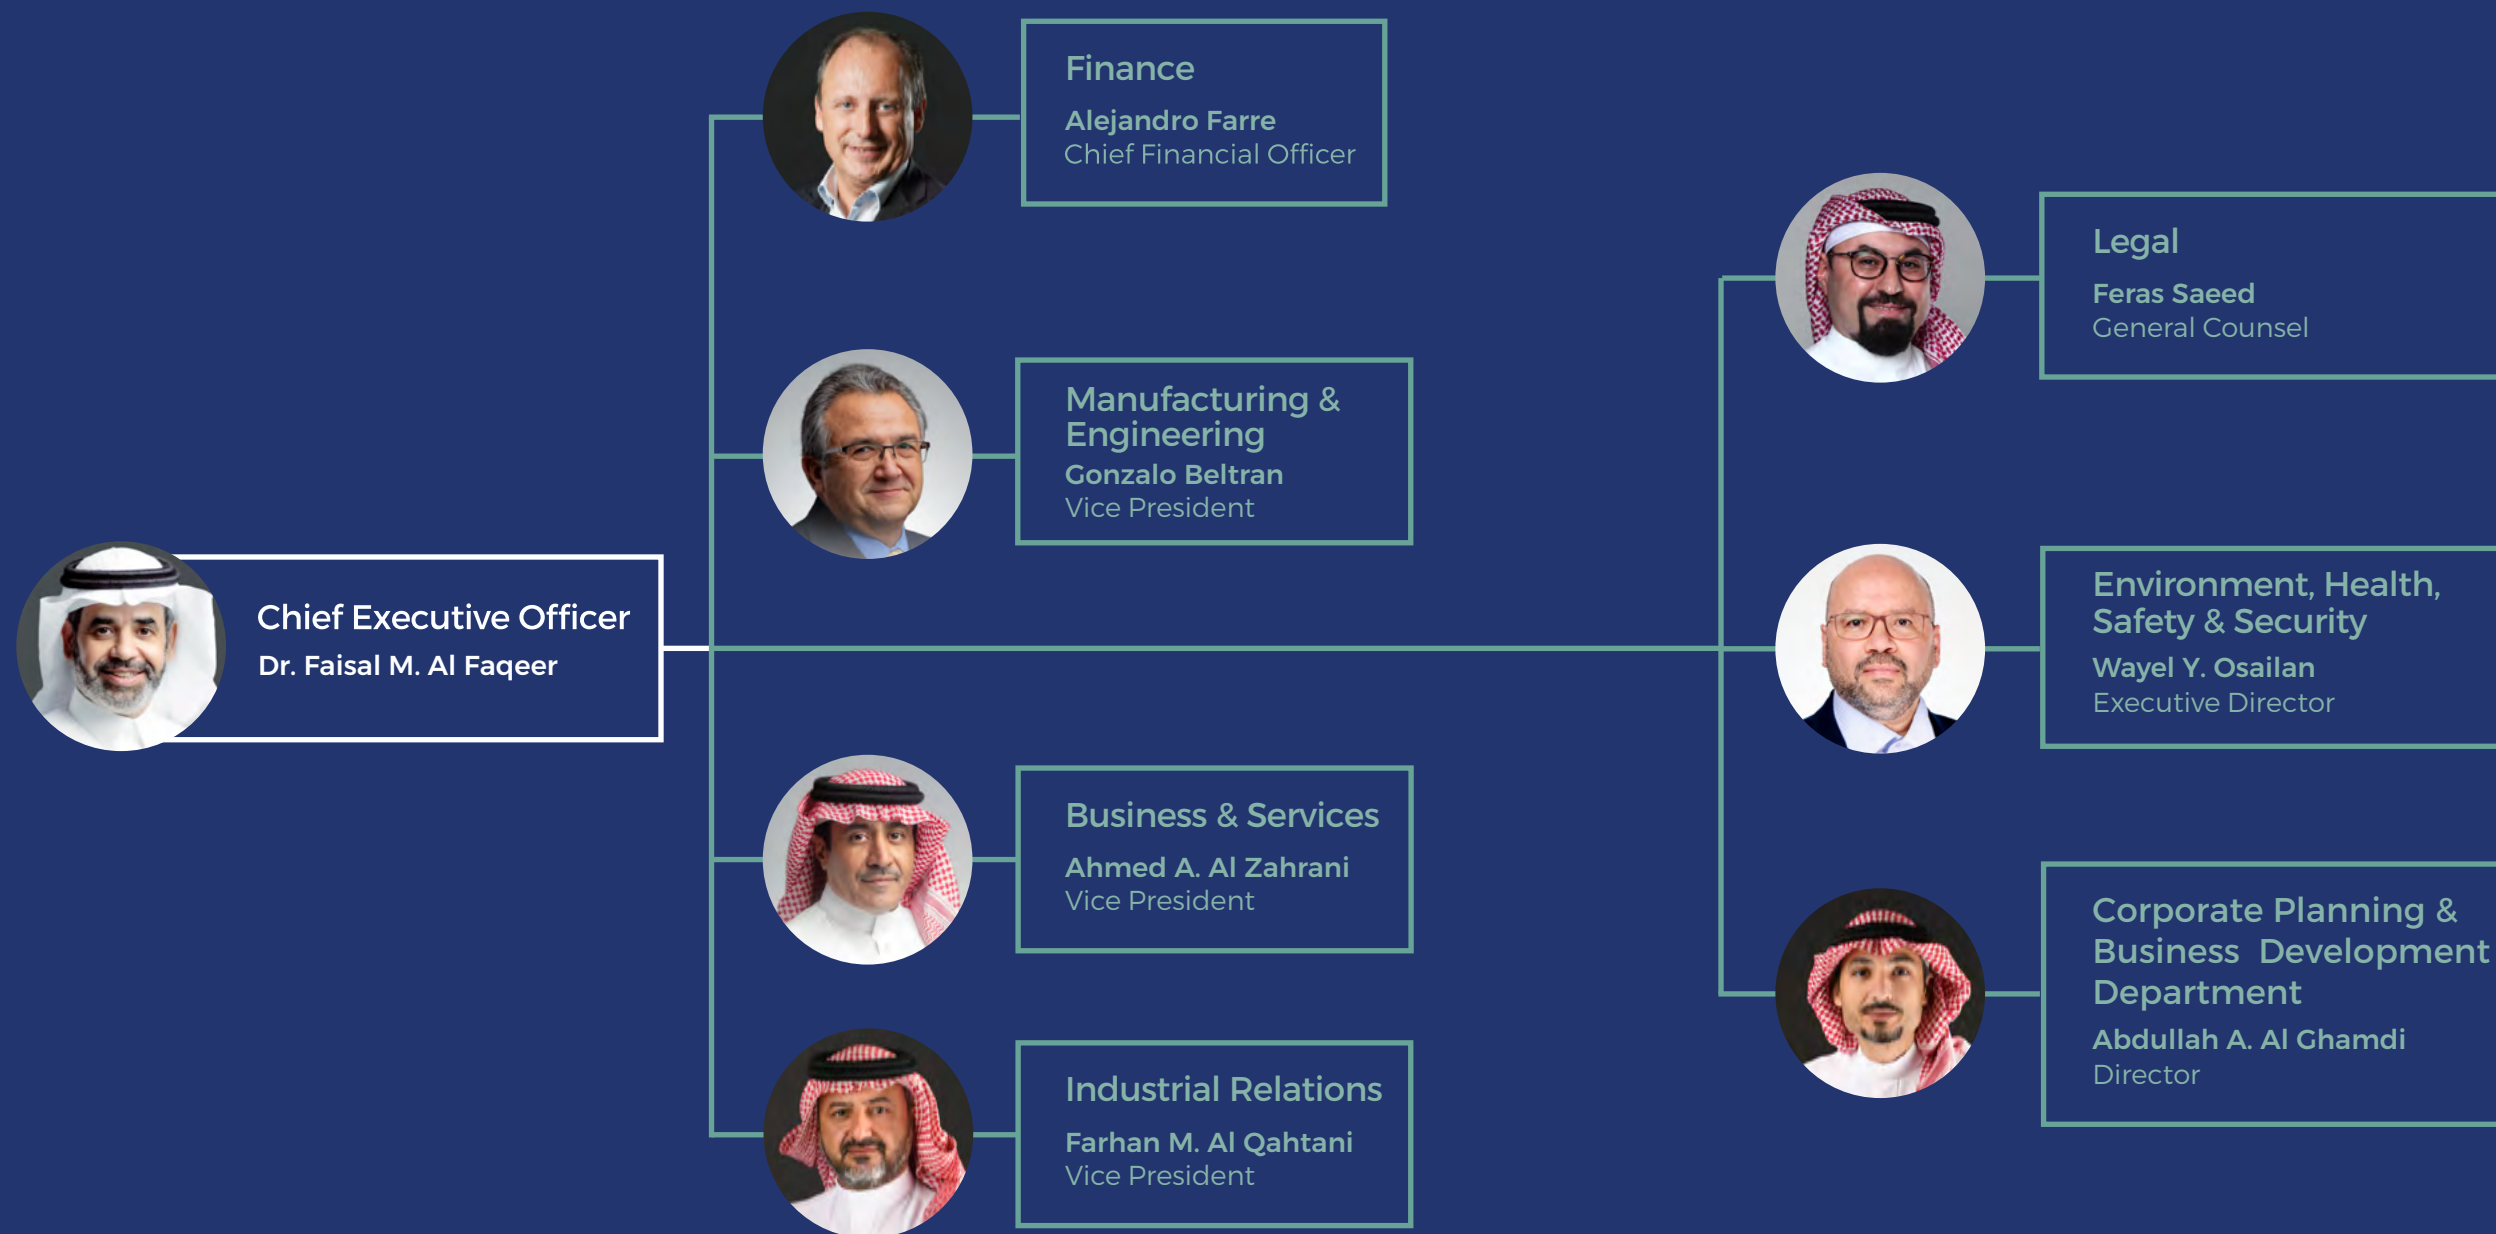 Chief Executive Officer
Dr. Faisal M. Al Faqeer
Finance
Alejandro Farre
Chief Financial Officer
Manufacturing &
Engineering
Gonzalo Beltran
Vice President
Business & Services
Ahmed A. Al Zahrani
Vice President
Industrial Relations
Farhan M. Al Qahtani
Vice President
Legal
Feras Saeed
General Counsel
Environment, Health,
Safety & Security
Wayel Y. Osailan
Executive Director
Corporate Planning &
Business Development
Department
Abdullah A. Al Ghamdi
Director